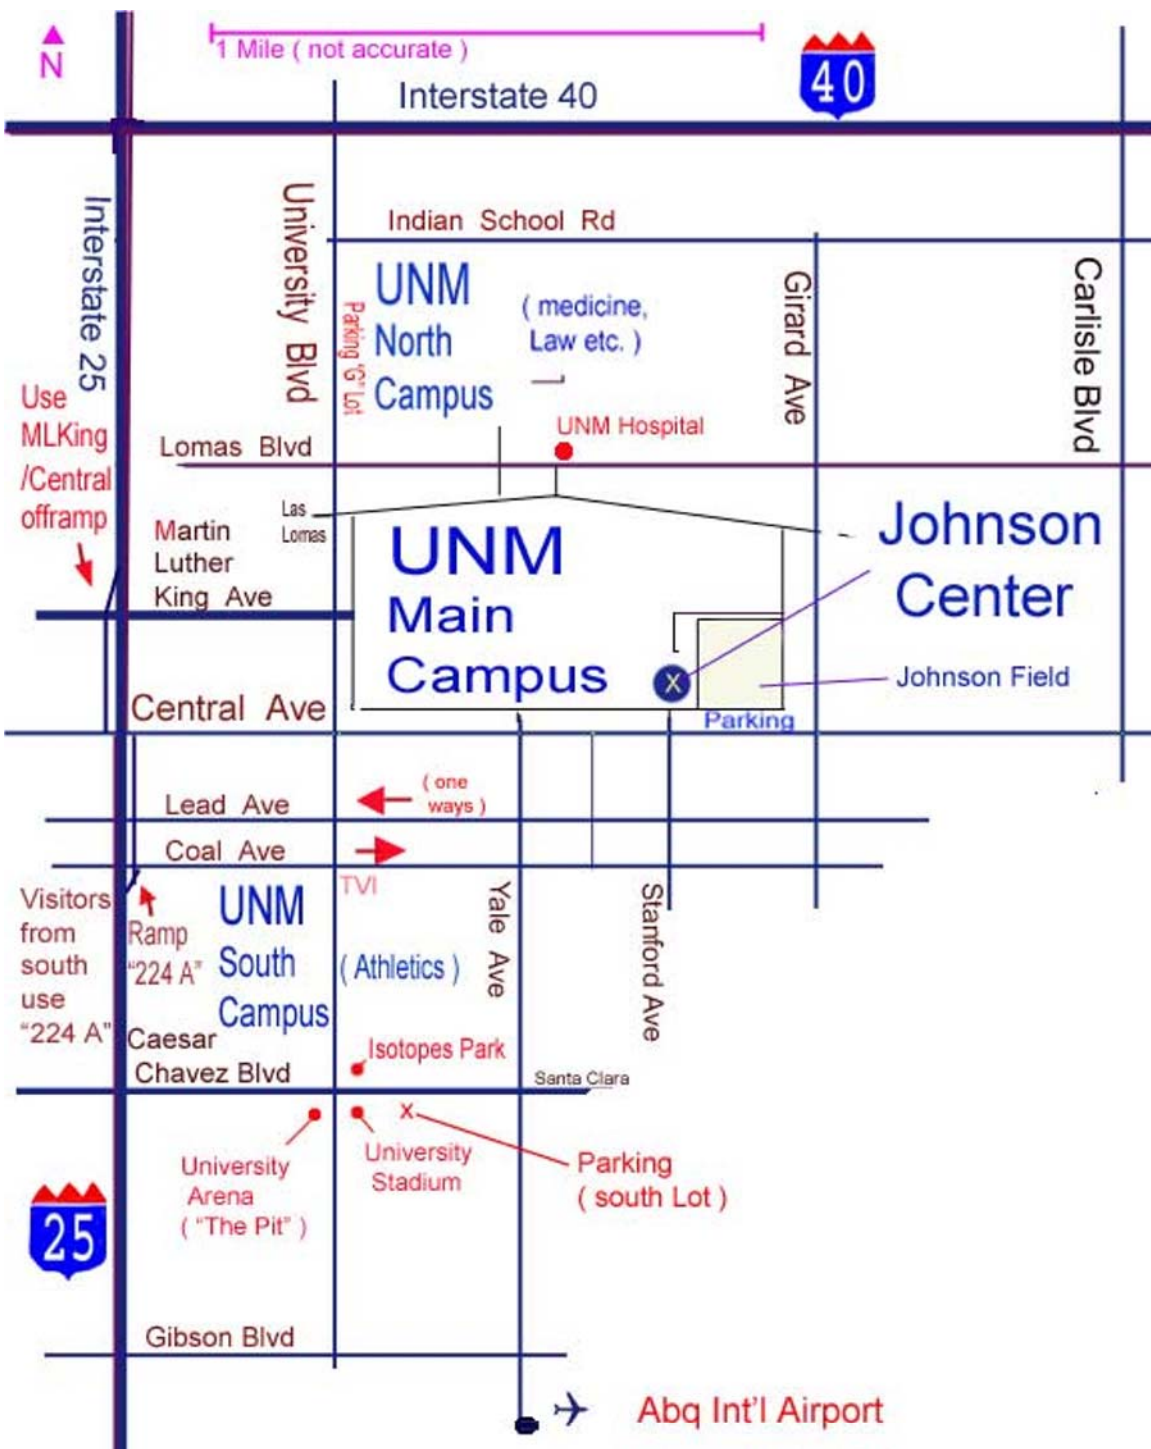 N
1 Mile ( not accurate )
40
Interstate 40
Interstate 25
University Blvd
Indian School Rd
UNM
North
Campus
( medicine,
Law etc. )
Parking "G" Lot
Girard Ave
Carlisle Blvd
Use
MLKing
/Central
offramp
UNM Hospital
Lomas Blvd
Las
Lomas
Martin
Luther
King Ave
UNM
Main
Campus
Johnson
Center
X
Johnson Field
Parking
Central Ave
Lead Ave
( one
ways )
Coal Ave
TVI
Visitors
from
south
use
“224 A”
Ramp
“224 A”
UNM
South
Campus
( Athletics )
Yale Ave
Stanford Ave
Caesar
Chavez Blvd
Isotopes Park
Santa Clara
X
University
Arena
( “The Pit” )
University
Stadium
Parking
( south Lot )
25
Gibson Blvd
Abq Int'l Airport